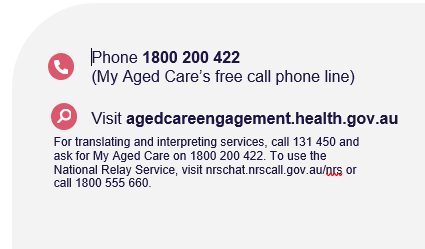 Phone 1800 200 422
(My Aged Care's free call phone line)
Visit agedcareengagement.health.gov.au
For translating and interpreting services, call 131 450 and
ask for My Aged Care on 1800 200 422. To use the
National Relay Service, visit nrschat.nrscall.gov.au/nrs or
call 1800 555 660.